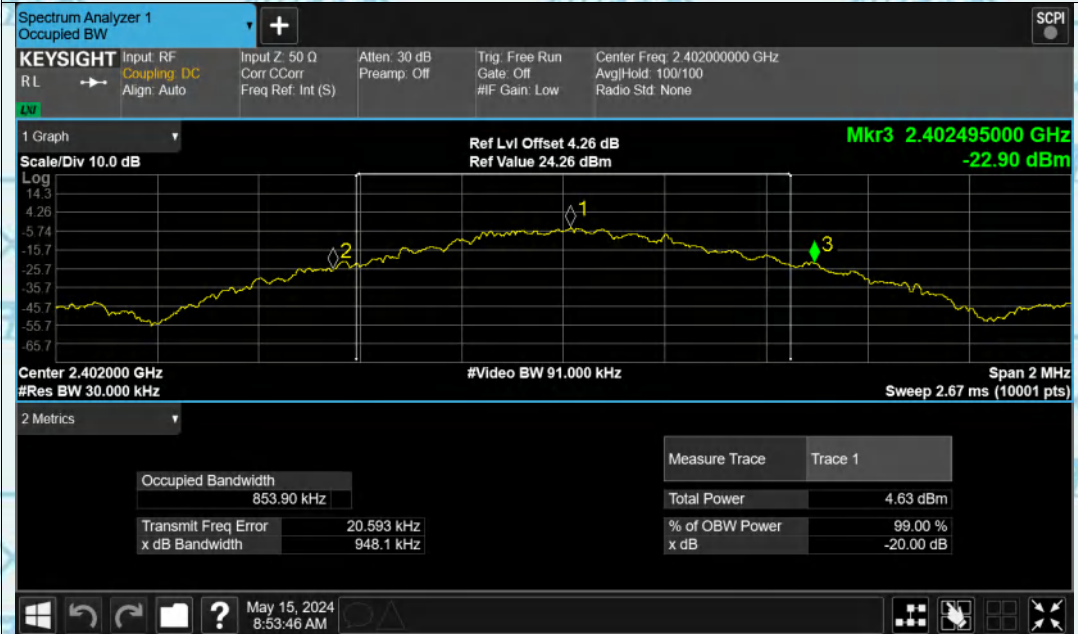 Spectrum Analyzer 1
Occupied BW
+
SCPI
KEYSIGHT Input: RF Input Z: 50 Ω Atten: 30 dB Trig: Free Run Center Freq: 2.402000000 GHz
RL Coupling: DC Corr CCorr Preamp: Off Gate: Off Avg|Hold: 100/100
Align: Auto Freq Ref: Int (S) #IF Gain: Low Radio Std: None
LXI
1 Graph
Mkr3 2.402495000 GHz
Ref Lvl Offset 4.26 dB
Scale/Div 10.0 dB Ref Value 24.26 dBm -22.90 dBm
Log
14.3
4.26
-5.74
-15.7
-25.7
-35.7
-45.7
-55.7
-65.7
1
2
3
Center 2.402000 GHz #Video BW 91.000 kHz Span 2 MHz
#Res BW 30.000 kHz Sweep 2.67 ms (10001 pts)
2 Metrics
Measure Trace Trace 1
Occupied Bandwidth
853.90 kHz Total Power 4.63 dBm
Transmit Freq Error 20.593 kHz % of OBW Power 99.00 %
x dB Bandwidth 948.1 kHz x dB -20.00 dB
? May 15, 2024
8:53:46 AM